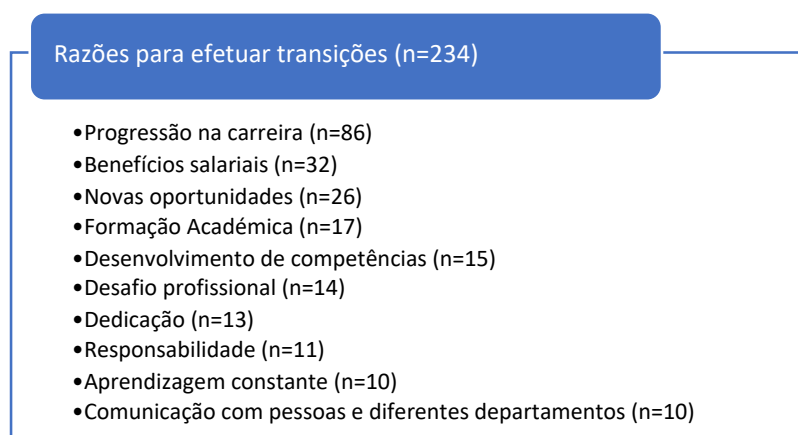 Razões para efetuar transições (n=234)
•Progressão na carreira (n=86)
•Benefícios salariais (n=32)
•Novas oportunidades (n=26)
•Formação Académica (n=17)
•Desenvolvimento de competências (n=15)
•Desafio profissional (n=14)
•Dedicação (n=13)
•Responsabilidade (n=11)
•Aprendizagem constante (n=10)
•Comunicação com pessoas e diferentes departamentos (n=10)